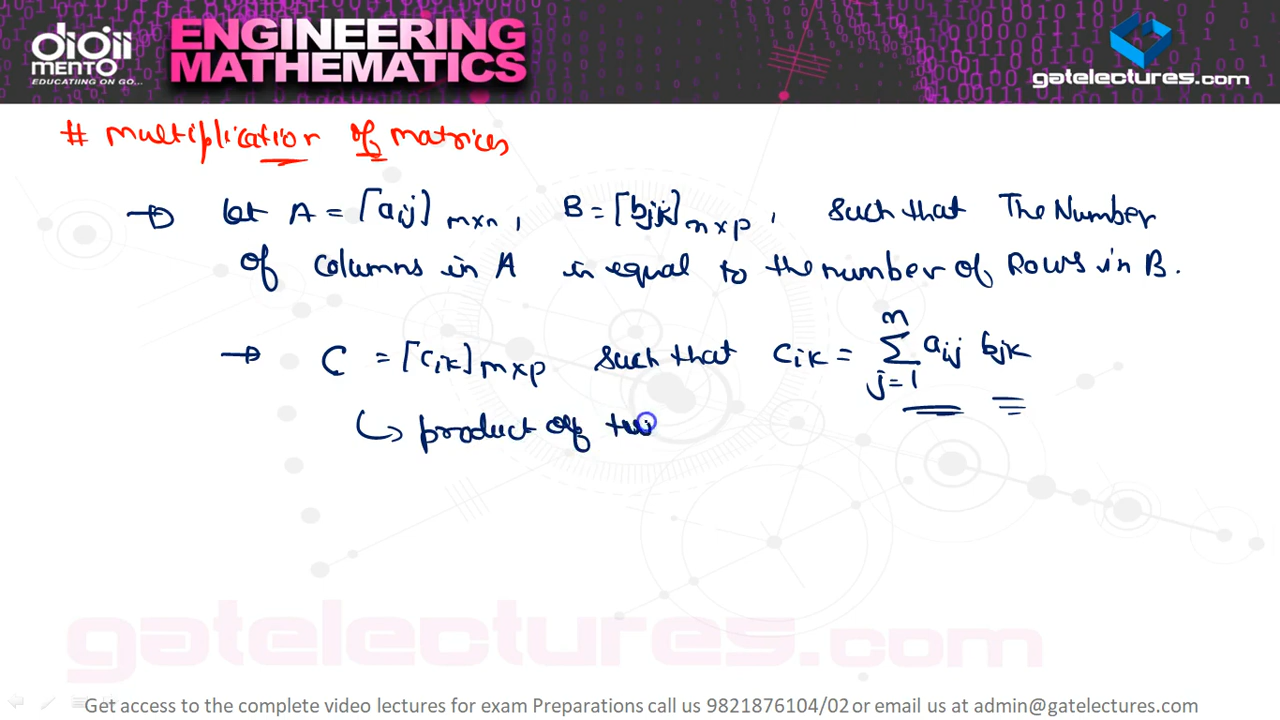 digii
MENTO
EDUCATIING ON GO...
ENGINEERING
MATHEMATICS
gatelectures.com
# multiplication of matrices
→ let A = [aij] m×n, B = [bjk] n×p, such that The Number
of columns in A is equal to the number of Rows in B.
→ C = [cik] m×p such that cik = n∑j=1 aij bjk
↳ product of two
gatelectures.com
Get access to the complete video lectures for exam Preparations call us 9821876104/02 or email us at admin@gatelectures.com